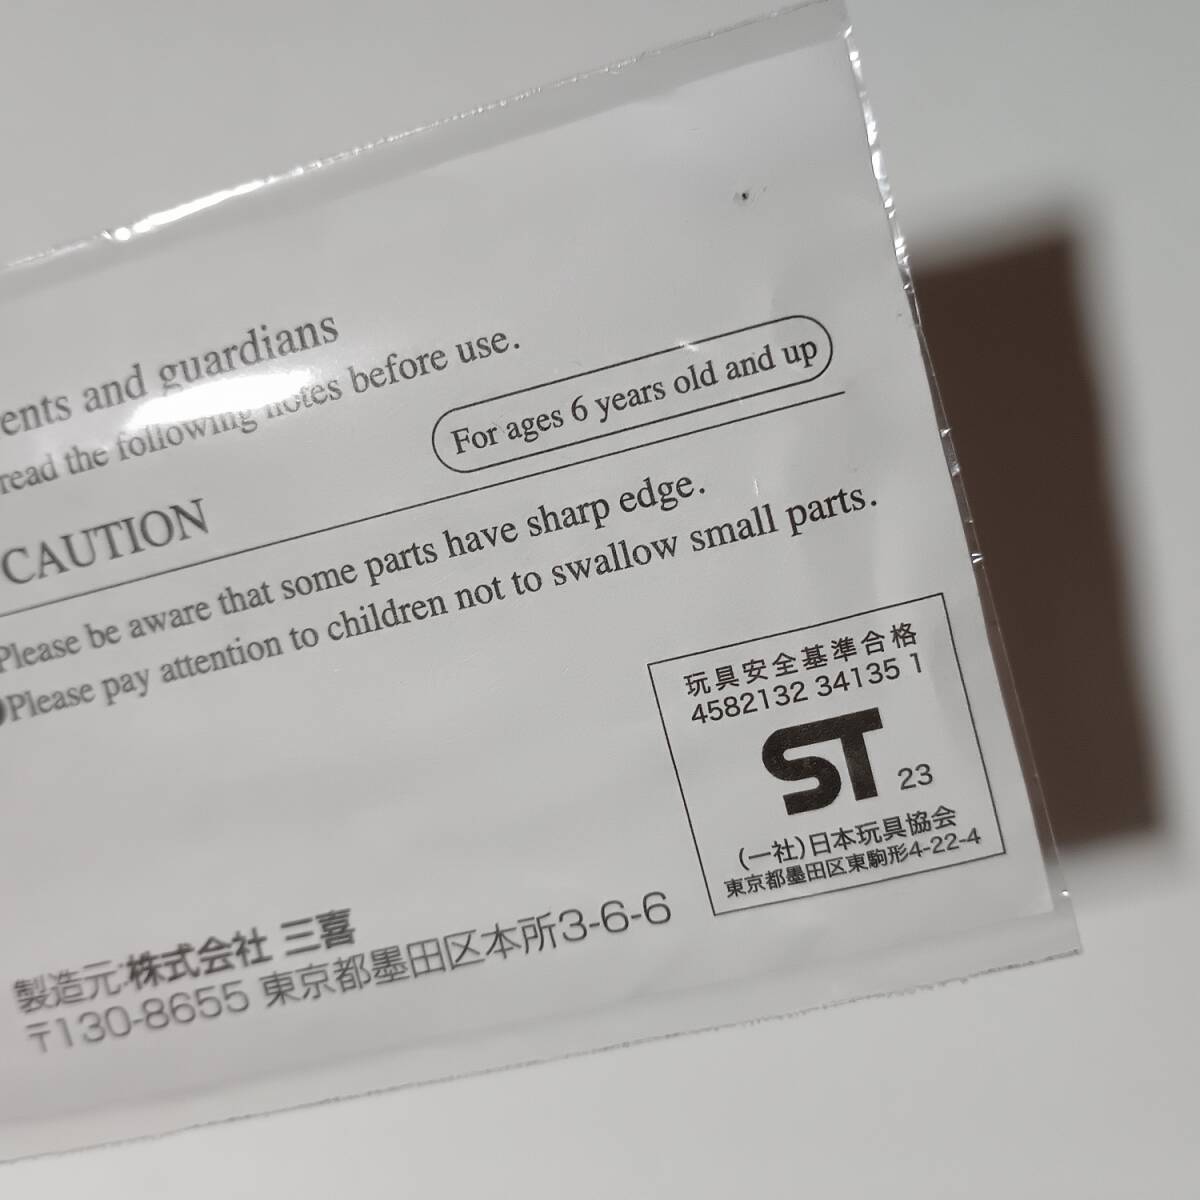 ents and guardians
read the following notes before use.
For ages 6 years old and up
CAUTION
Please be aware that some parts have sharp edge.
●Please pay attention to children not to swallow small parts.
玩具安全基準合格
4582132 34135 1
ST 23
(一社)日本玩具協会
東京都墨田区東駒形4-22-4
製造元:株式会社 三喜
〒130-8655 東京都墨田区本所3-6-6